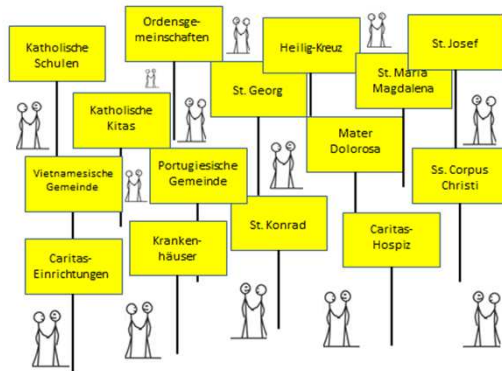 Katholische
Schulen
Ordensge-
meinschaften
Heilig-Kreuz
St. Josef
St. Georg
St. Maria
Magdalena
Katholische
Kitas
Mater
Dolorosa
Vietnamesische
Gemeinde
Portugiesische
Gemeinde
Ss. Corpus
Christi
St. Konrad
Caritas-
Hospiz
Caritas-
Einrichtungen
Kranken-
häuser